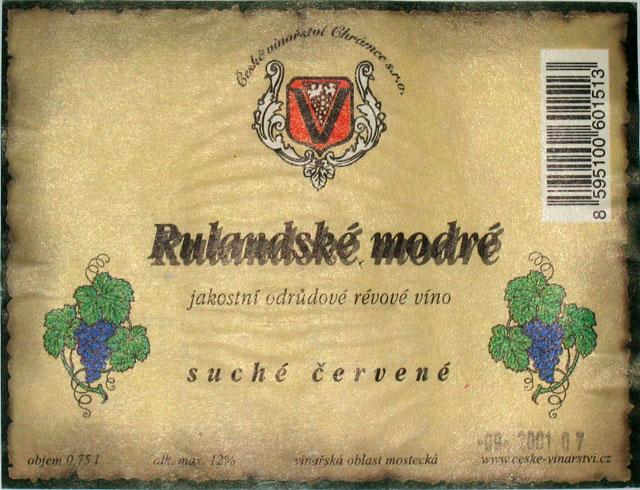 České vinařství Chrámce s.r.o.
V
8 595100 601513
Rulandské modré
jakostní odrůdové révové víno
suché červené
2001 07
objem 0,75 l alk. max. 12% vinařská oblast mostecká www.ceske-vinarstvi.cz